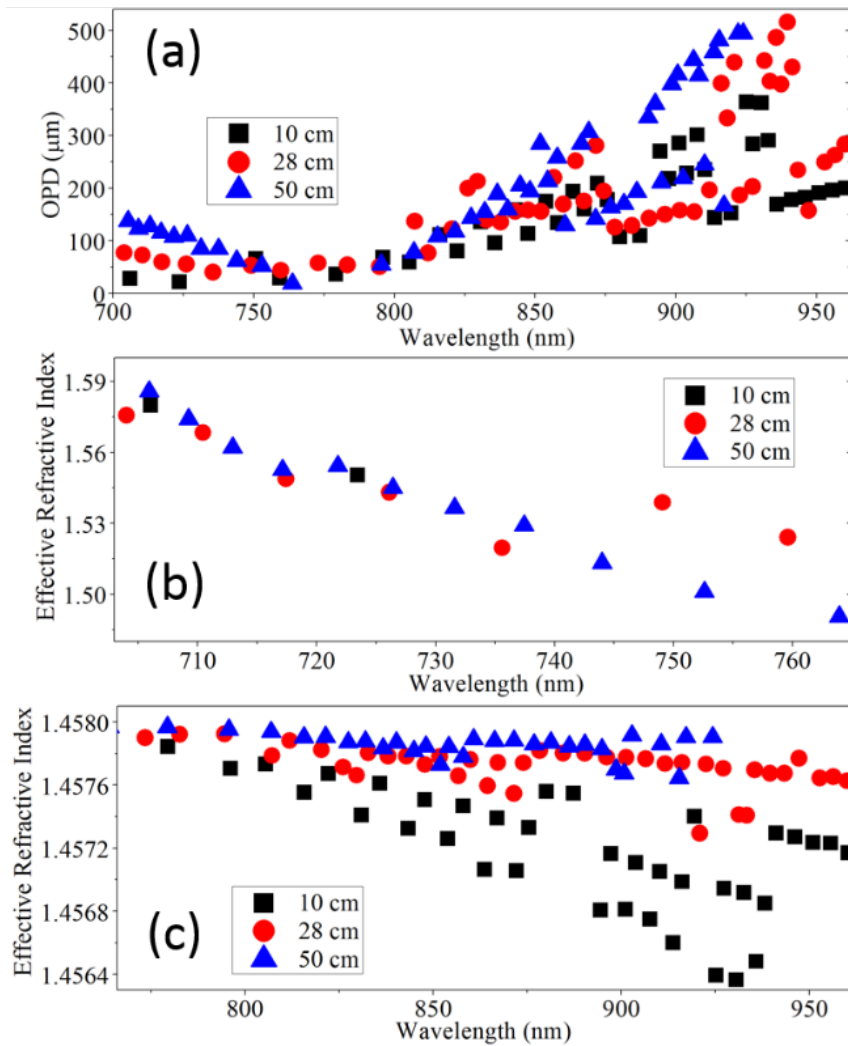 (a)
500
400
300
200
100
0
OPD (μm)
10 cm
28 cm
50 cm
700 750 800 850 900 950
Wavelength (nm)
1.59
1.56
1.53
1.50
Effective Refractive Index
10 cm
28 cm
50 cm
(b)
710 720 730 740 750 760
Wavelength (nm)
1.4580
1.4576
1.4572
1.4568
1.4564
Effective Refractive Index
10 cm
28 cm
50 cm
(c)
800 850 900 950
Wavelength (nm)